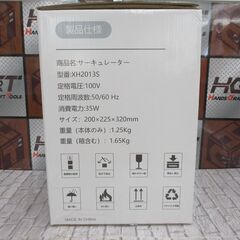 製品仕様
商品名:サーキュレーター
型番:XH2013S
定格電圧:100V
定格周波数:50/60 Hz
消費電力:35W
サイズ:200×225×320mm
重量(本体のみ):1.25Kg
重量(箱含む): 1.65Kg
MADE IN CHINA